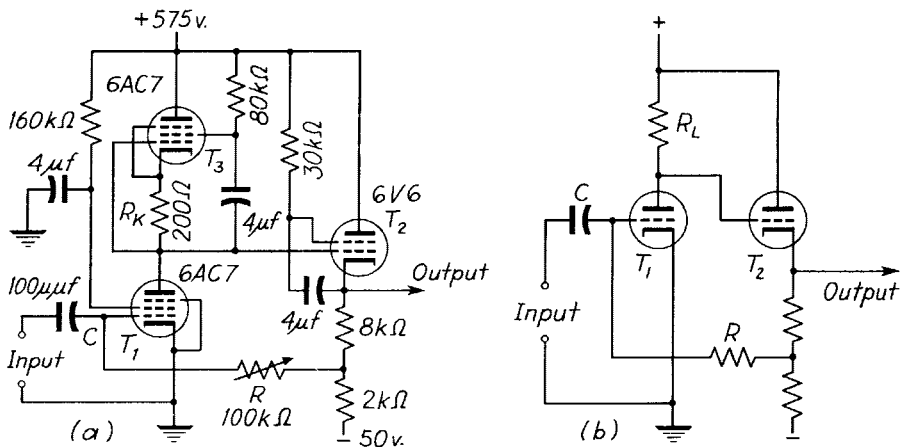 +575v.
6AC7
160kΩ
80kΩ
30kΩ
4μf
T3
RK
200Ω
4μf
6V6
T2
6AC7
Output
100μμf
C
T1
4μf
8kΩ
Input
R
100kΩ
2kΩ
(a)
− 50v.
+
RL
C
T1
T2
Input
Output
R
(b)
−